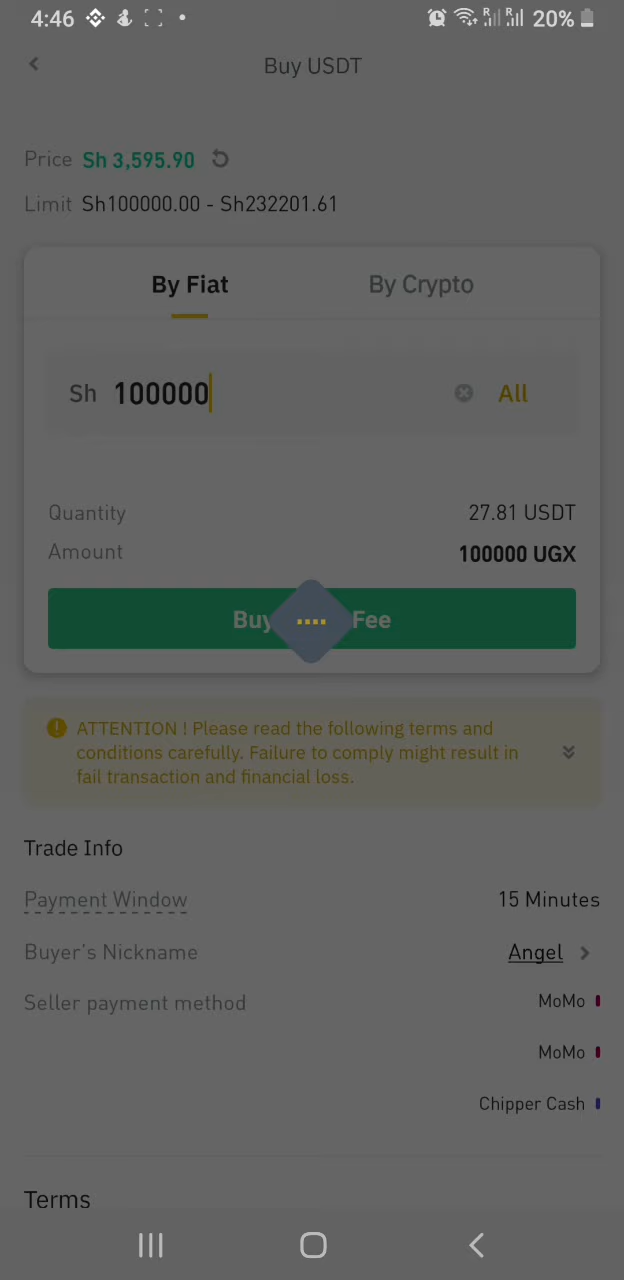 4:46
R R 20%
Buy USDT
Price Sh 3,595.90
Limit Sh100000.00 - Sh232201.61
By Fiat By Crypto
Sh 100000 All
Quantity 27.81 USDT
Amount 100000 UGX
Buy Fee
ATTENTION ! Please read the following terms and
conditions carefully. Failure to comply might result in
fail transaction and financial loss.
Trade Info
Payment Window 15 Minutes
Buyer's Nickname Angel
Seller payment method MoMo
MoMo
Chipper Cash
Terms